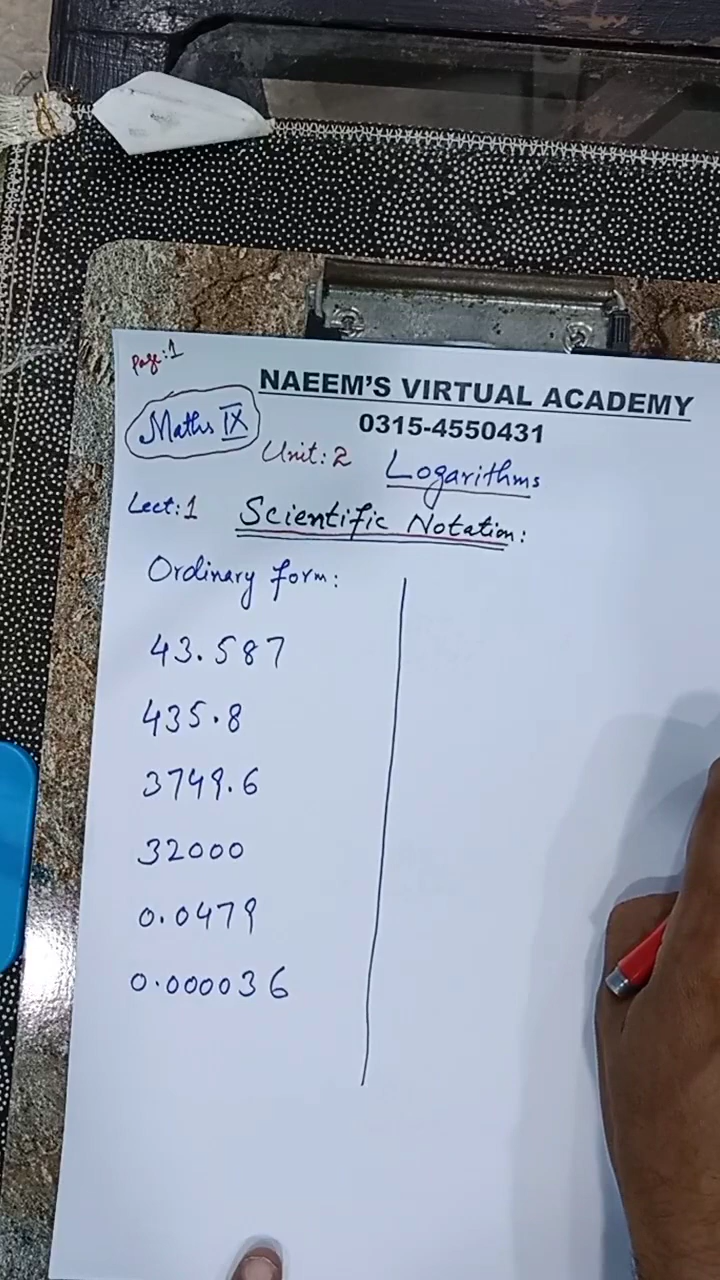 Page:1
NAEEM'S VIRTUAL ACADEMY
Maths IX
0315-4550431
Unit:2 Logarithms
Lect:1 Scientific Notation:
Ordinary form:
43.587
435.8
3749.6
32000
0.0479
0.000036